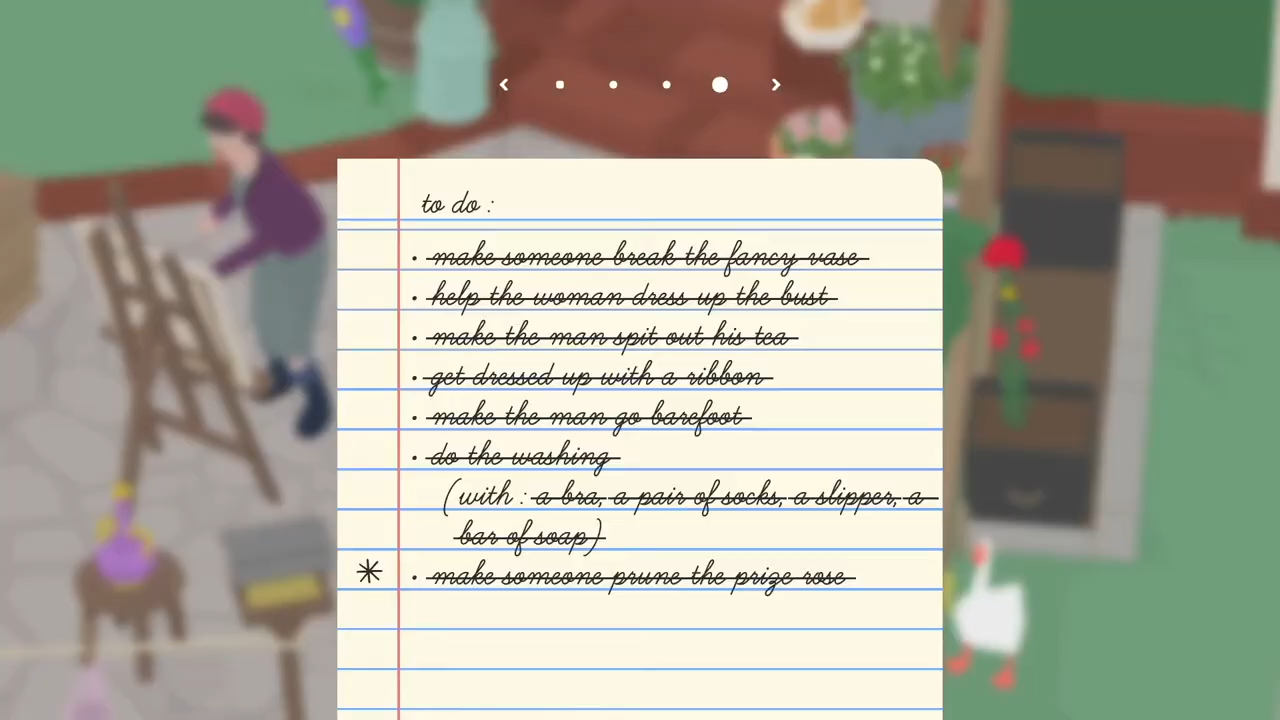 to do :
• make someone break the fancy vase
• help the woman dress up the bust
• make the man spit out his tea
• get dressed up with a ribbon
• make the man go barefoot
• do the washing
(with : a bra, a pair of socks, a slipper, a
bar of soap)
• make someone prune the prize rose